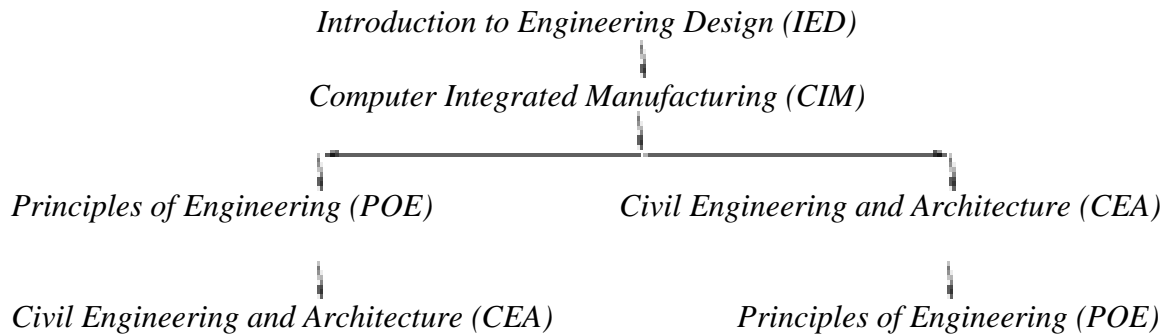 Introduction to Engineering Design (IED)
Computer Integrated Manufacturing (CIM)
Principles of Engineering (POE) Civil Engineering and Architecture (CEA)
Civil Engineering and Architecture (CEA) Principles of Engineering (POE)